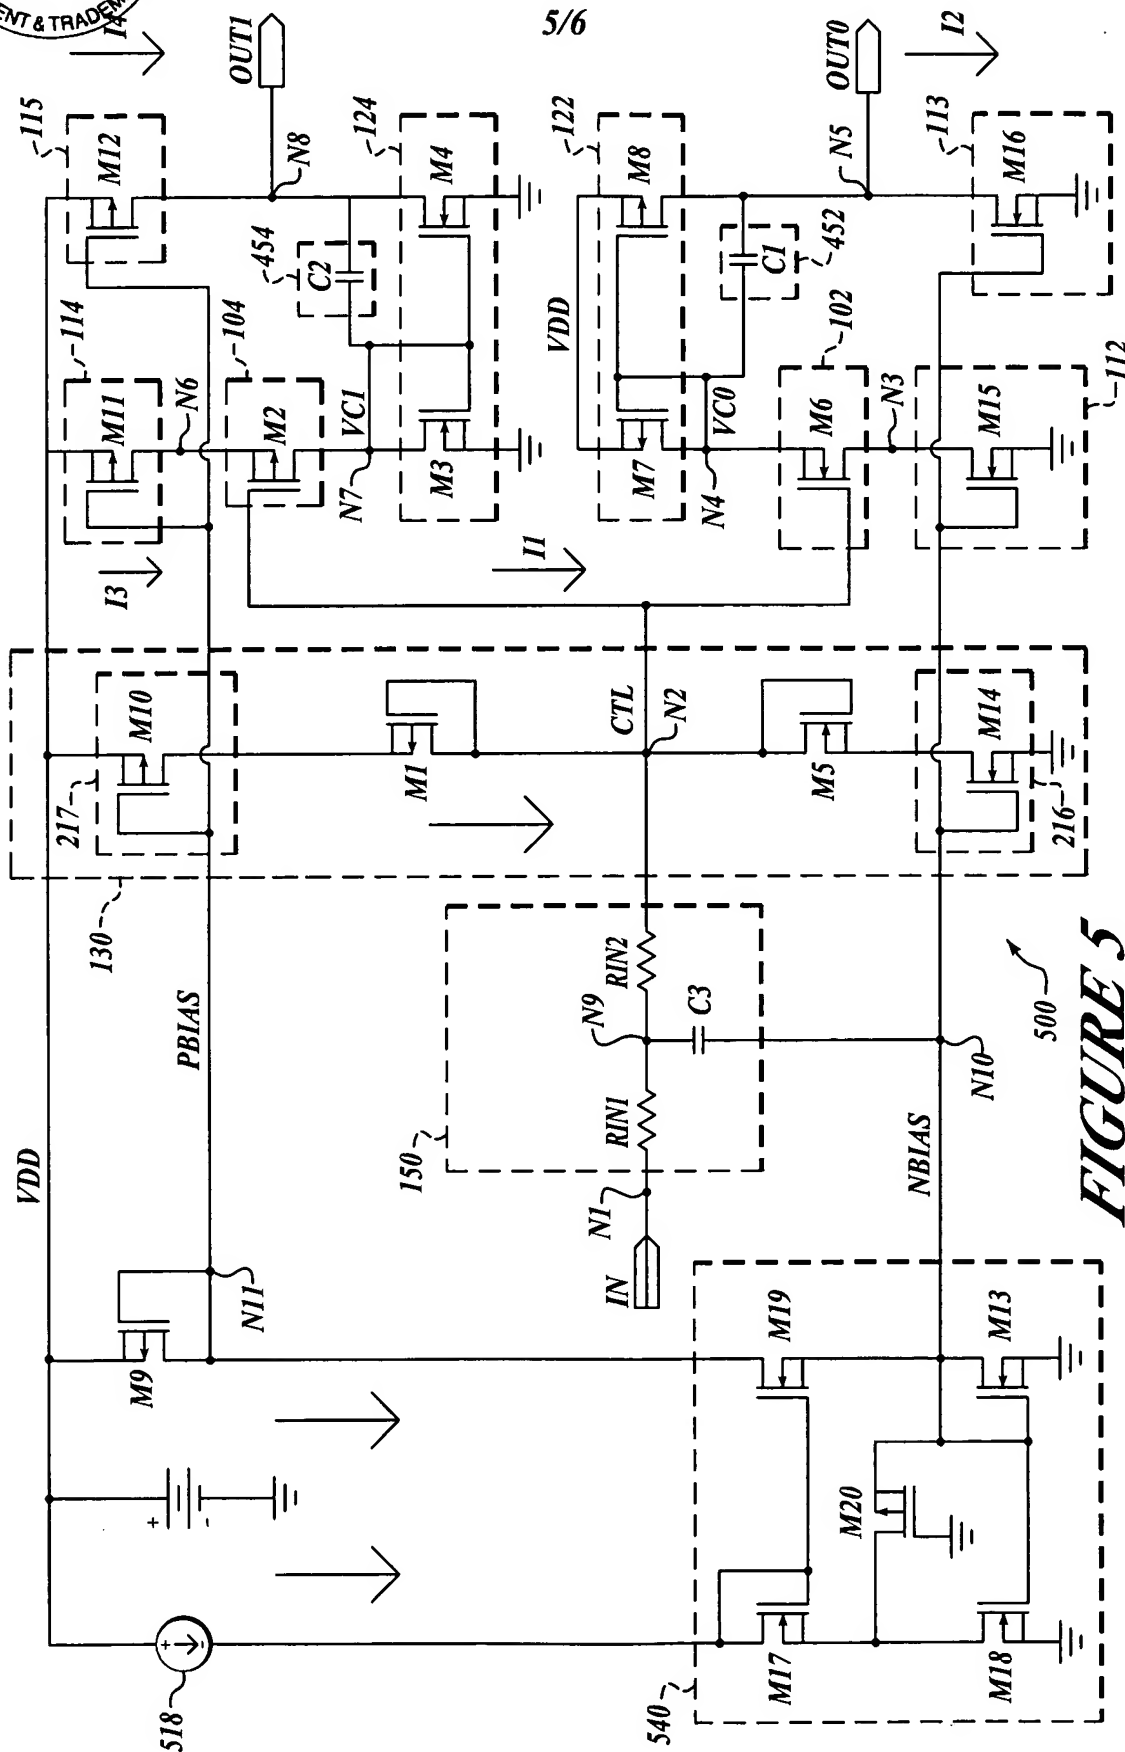 ENT & TRADEM
5/6
I4
OUT1
OUT0
I2
115
M12
N8
124
M4
122
M8
N5
113
M16
454
C2
C1
452
114
M11
N6
104
M2
VC1
N7
M3
VDD
M7
VC0
N4
102
M6
N3
M15
112
I3
I1
217
M10
M1
CTL
N2
M5
M14
216
130
PBIAS
150
RIN2
N9
C3
RIN1
N1
IN
NBIAS
N10
500
FIGURE 5
VDD
N11
M9
+
-
518
+
-
M19
M13
M20
M17
M18
540